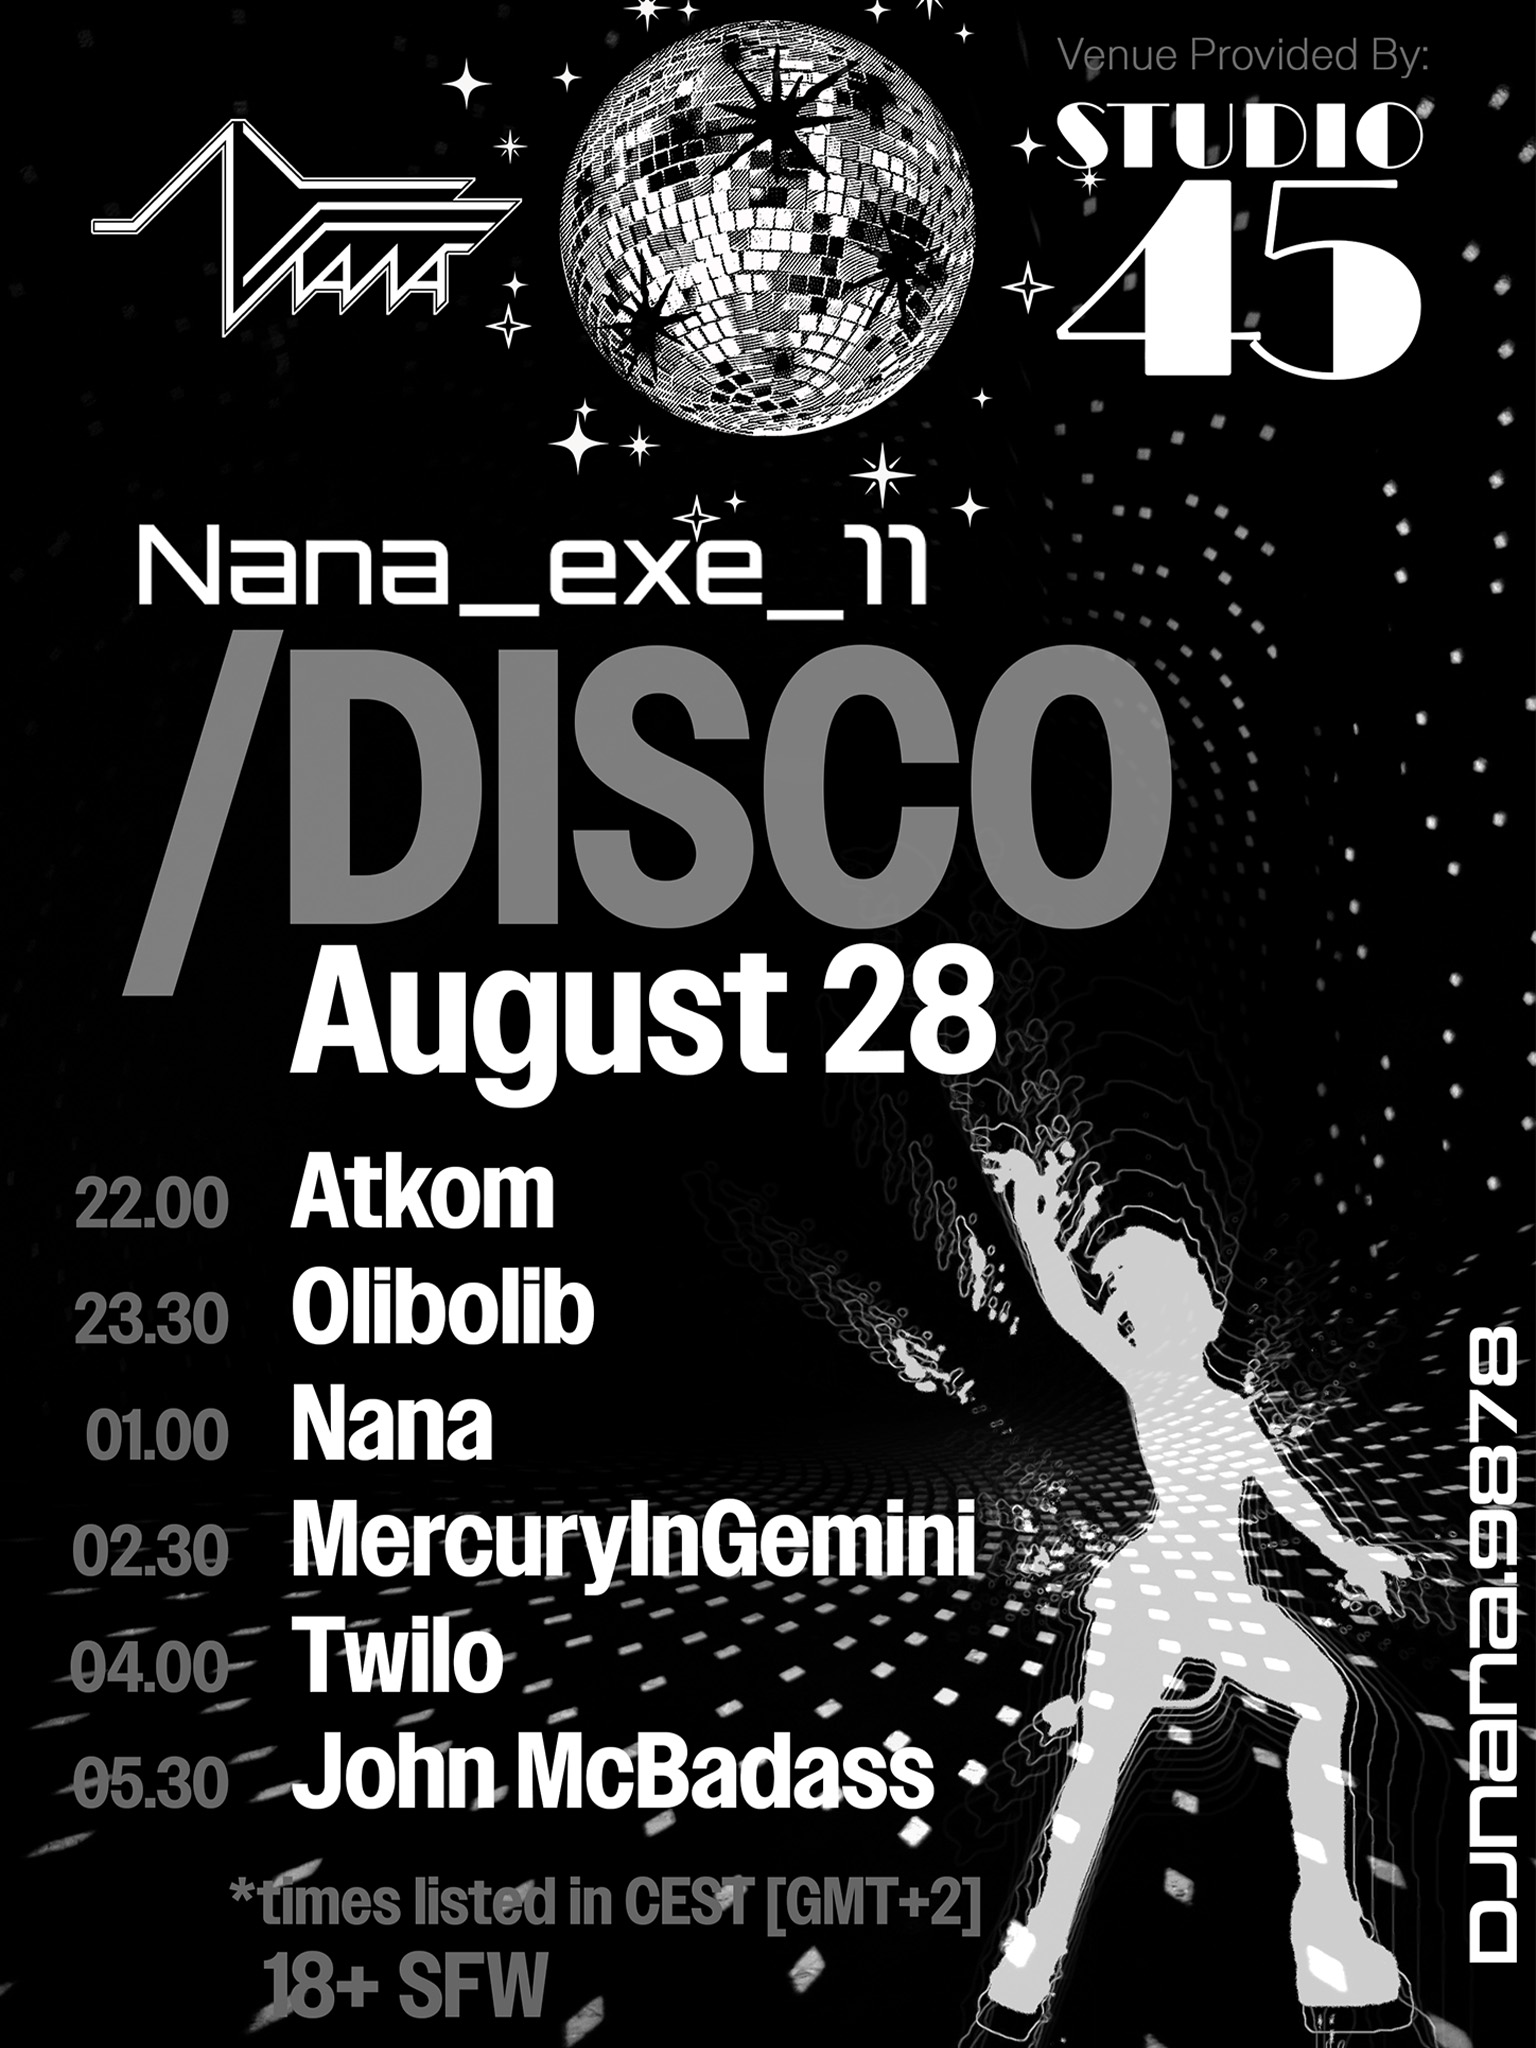 Venue Provided By:
STUDIO
45
NANA
Nana_exe_11
/DISCO
August 28
22.00 Atkom
23.30 Olibolib
01.00 Nana
02.30 MercuryInGemini
04.00 Twilo
05.30 John McBadass
*times listed in CEST [GMT+2]
18+ SFW
DJnana.9878